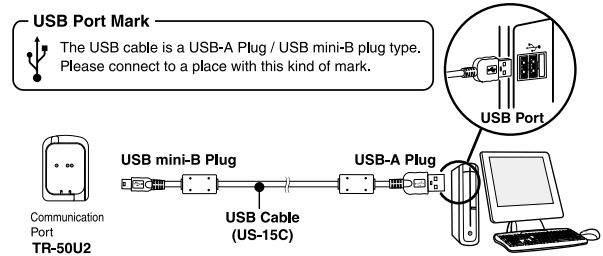 USB Port Mark
The USB cable is a USB-A Plug / USB mini-B plug type.
Please connect to a place with this kind of mark.
USB Port
USB mini-B Plug
USB-A Plug
USB Cable
(US-15C)
Communication
Port
TR-50U2